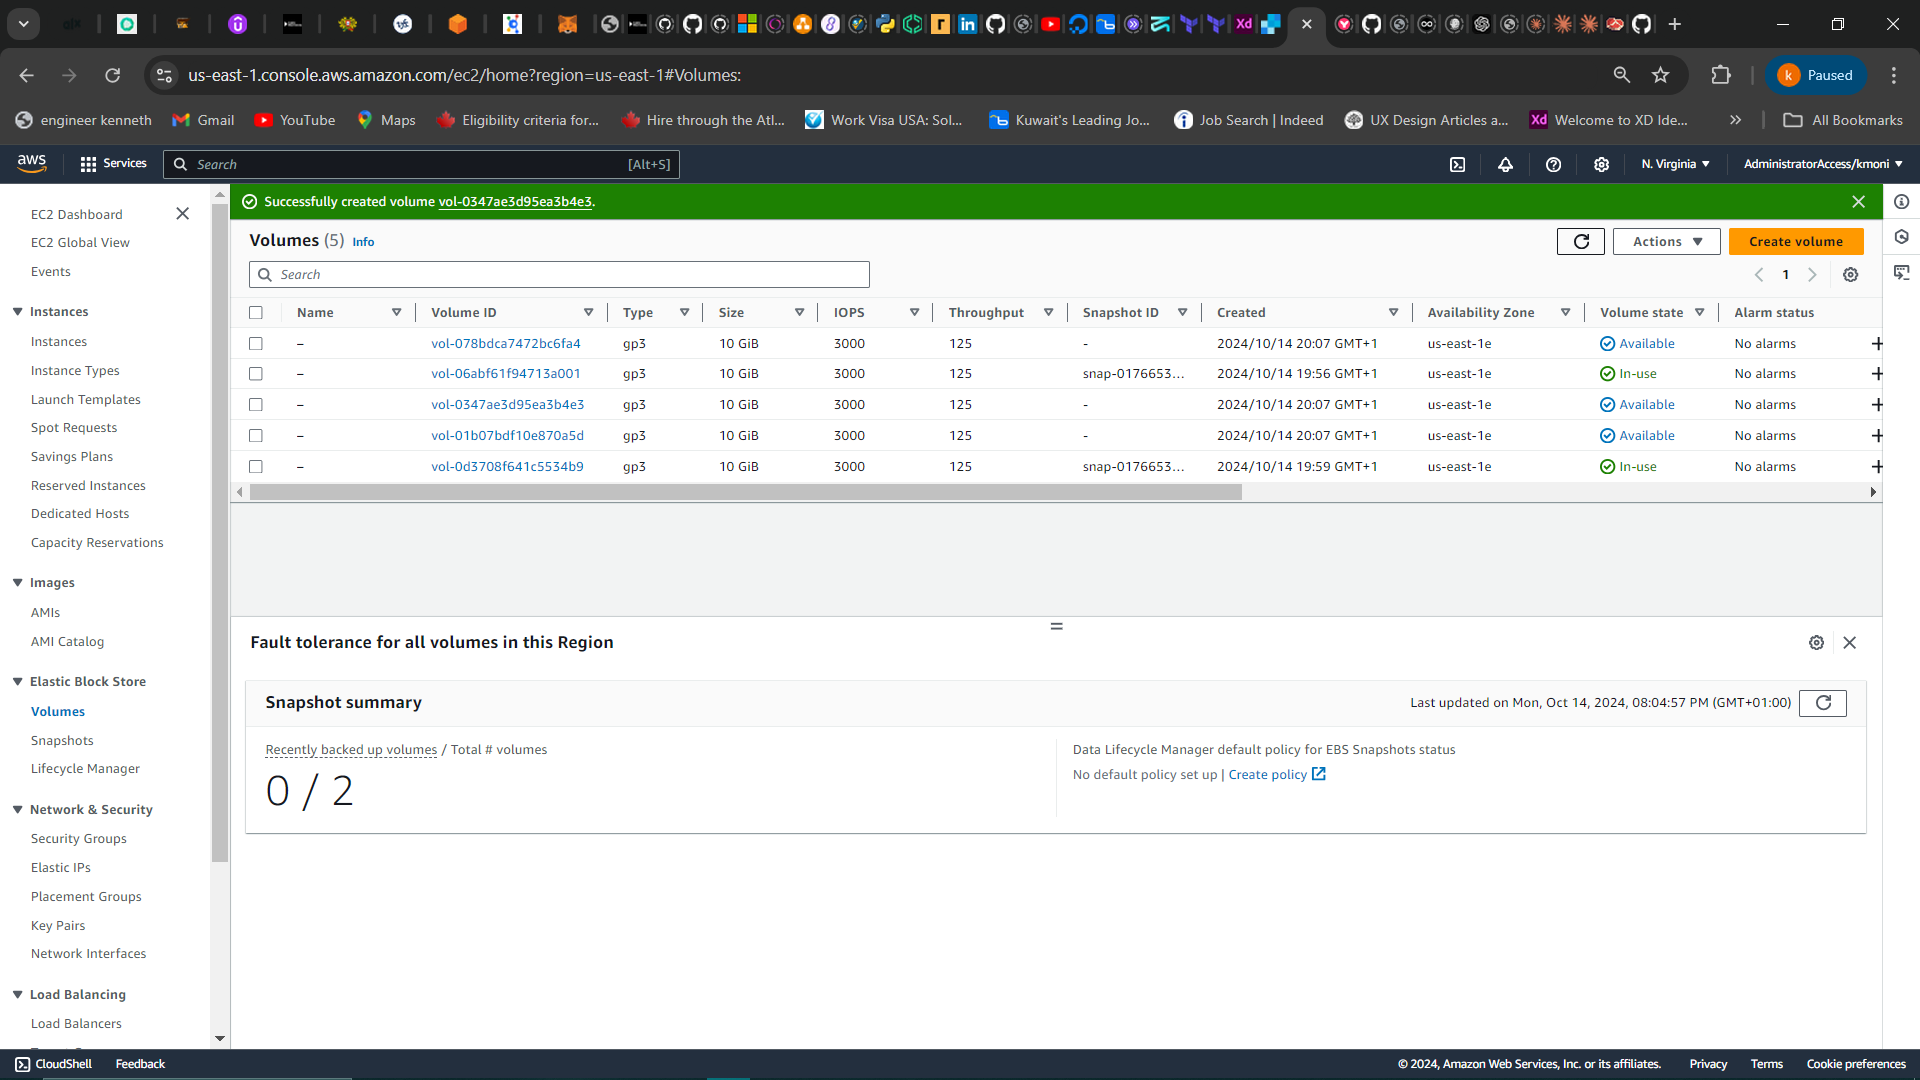 us-east-1.console.aws.amazon.com/ec2/home?region=us-east-1#Volumes:
k Paused
engineer kenneth Gmail YouTube Maps Eligibility criteria for... Hire through the Atl... Work Visa USA: Sol... Kuwait's Leading Jo... Job Search | Indeed UX Design Articles a... Xd Welcome to XD Ide... » All Bookmarks
aws Services Search [Alt+S] N. Virginia AdministratorAccess/kmoni
EC2 Dashboard
EC2 Global View
Events
Instances
Instances
Instance Types
Launch Templates
Spot Requests
Savings Plans
Reserved Instances
Dedicated Hosts
Capacity Reservations
Images
AMIs
AMI Catalog
Elastic Block Store
Volumes
Snapshots
Lifecycle Manager
Network & Security
Security Groups
Elastic IPs
Placement Groups
Key Pairs
Network Interfaces
Load Balancing
Load Balancers
Successfully created volume vol-0347ae3d95ea3b4e3.
Volumes (5) Info
Actions Create volume
Search
1
Name Volume ID Type Size IOPS Throughput Snapshot ID Created Availability Zone Volume state Alarm status
– vol-078bdca7472bc6fa4 gp3 10 GiB 3000 125 - 2024/10/14 20:07 GMT+1 us-east-1e Available No alarms +
– vol-06abf61f94713a001 gp3 10 GiB 3000 125 snap-0176653... 2024/10/14 19:56 GMT+1 us-east-1e In-use No alarms +
– vol-0347ae3d95ea3b4e3 gp3 10 GiB 3000 125 - 2024/10/14 20:07 GMT+1 us-east-1e Available No alarms +
– vol-01b07bdf10e870a5d gp3 10 GiB 3000 125 - 2024/10/14 20:07 GMT+1 us-east-1e Available No alarms +
– vol-0d3708f641c5534b9 gp3 10 GiB 3000 125 snap-0176653... 2024/10/14 19:59 GMT+1 us-east-1e In-use No alarms +
Fault tolerance for all volumes in this Region
Snapshot summary
Last updated on Mon, Oct 14, 2024, 08:04:57 PM (GMT+01:00)
Recently backed up volumes / Total # volumes
0 / 2
Data Lifecycle Manager default policy for EBS Snapshots status
No default policy set up | Create policy
CloudShell Feedback © 2024, Amazon Web Services, Inc. or its affiliates. Privacy Terms Cookie preferences